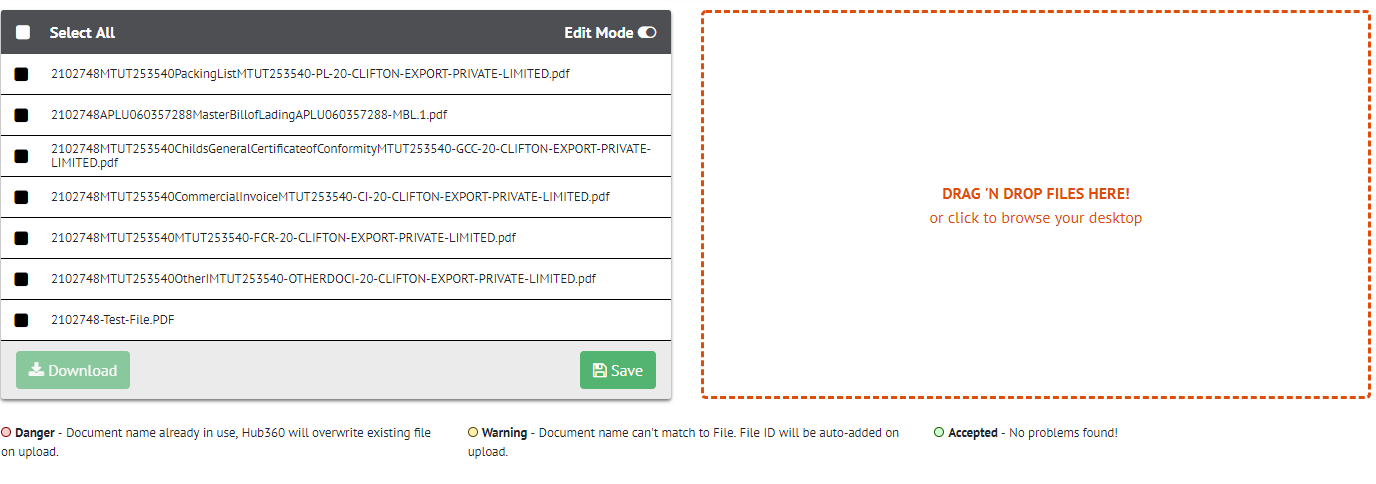 Select All
Edit Mode
2102748MTUT253540PackingListMTUT253540-PL-20-CLIFTON-EXPORT-PRIVATE-LIMITED.pdf
2102748APLU060357288MasterBillofLadingAPLU060357288-MBL.1.pdf
2102748MTUT253540ChildsGeneralCertificateofConformityMTUT253540-GCC-20-CLIFTON-EXPORT-PRIVATE-
LIMITED.pdf
2102748MTUT253540CommercialInvoiceMTUT253540-CI-20-CLIFTON-EXPORT-PRIVATE-LIMITED.pdf
2102748MTUT253540MTUT253540-FCR-20-CLIFTON-EXPORT-PRIVATE-LIMITED.pdf
2102748MTUT253540OtherIMTUT253540-OTHERDOCI-20-CLIFTON-EXPORT-PRIVATE-LIMITED.pdf
2102748-Test-File.PDF
Download
Save
DRAG 'N DROP FILES HERE!
or click to browse your desktop
Danger - Document name already in use, Hub360 will overwrite existing file
on upload.
Warning - Document name can't match to File. File ID will be auto-added on
upload.
Accepted - No problems found!